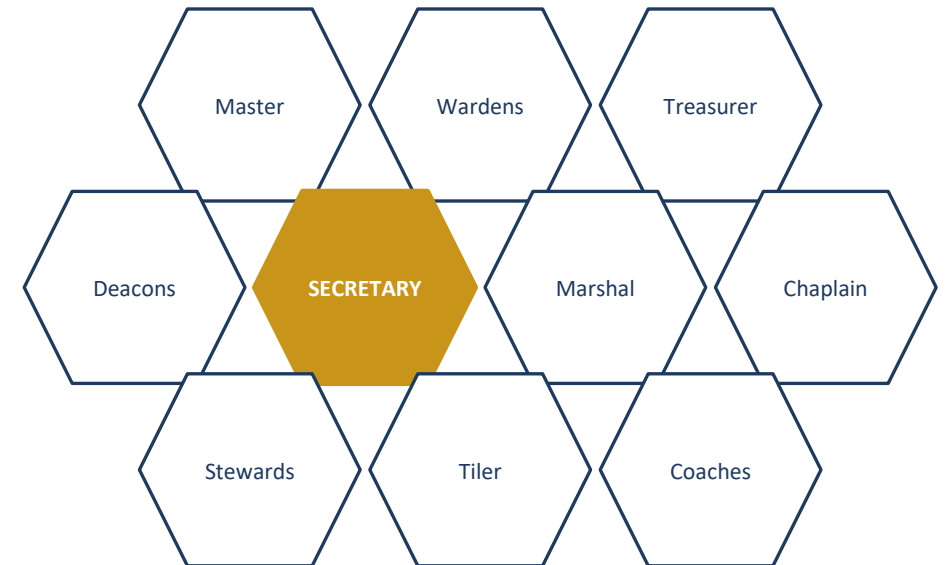 Master
Wardens
Treasurer
Deacons
SECRETARY
Marshal
Chaplain
Stewards
Tiler
Coaches